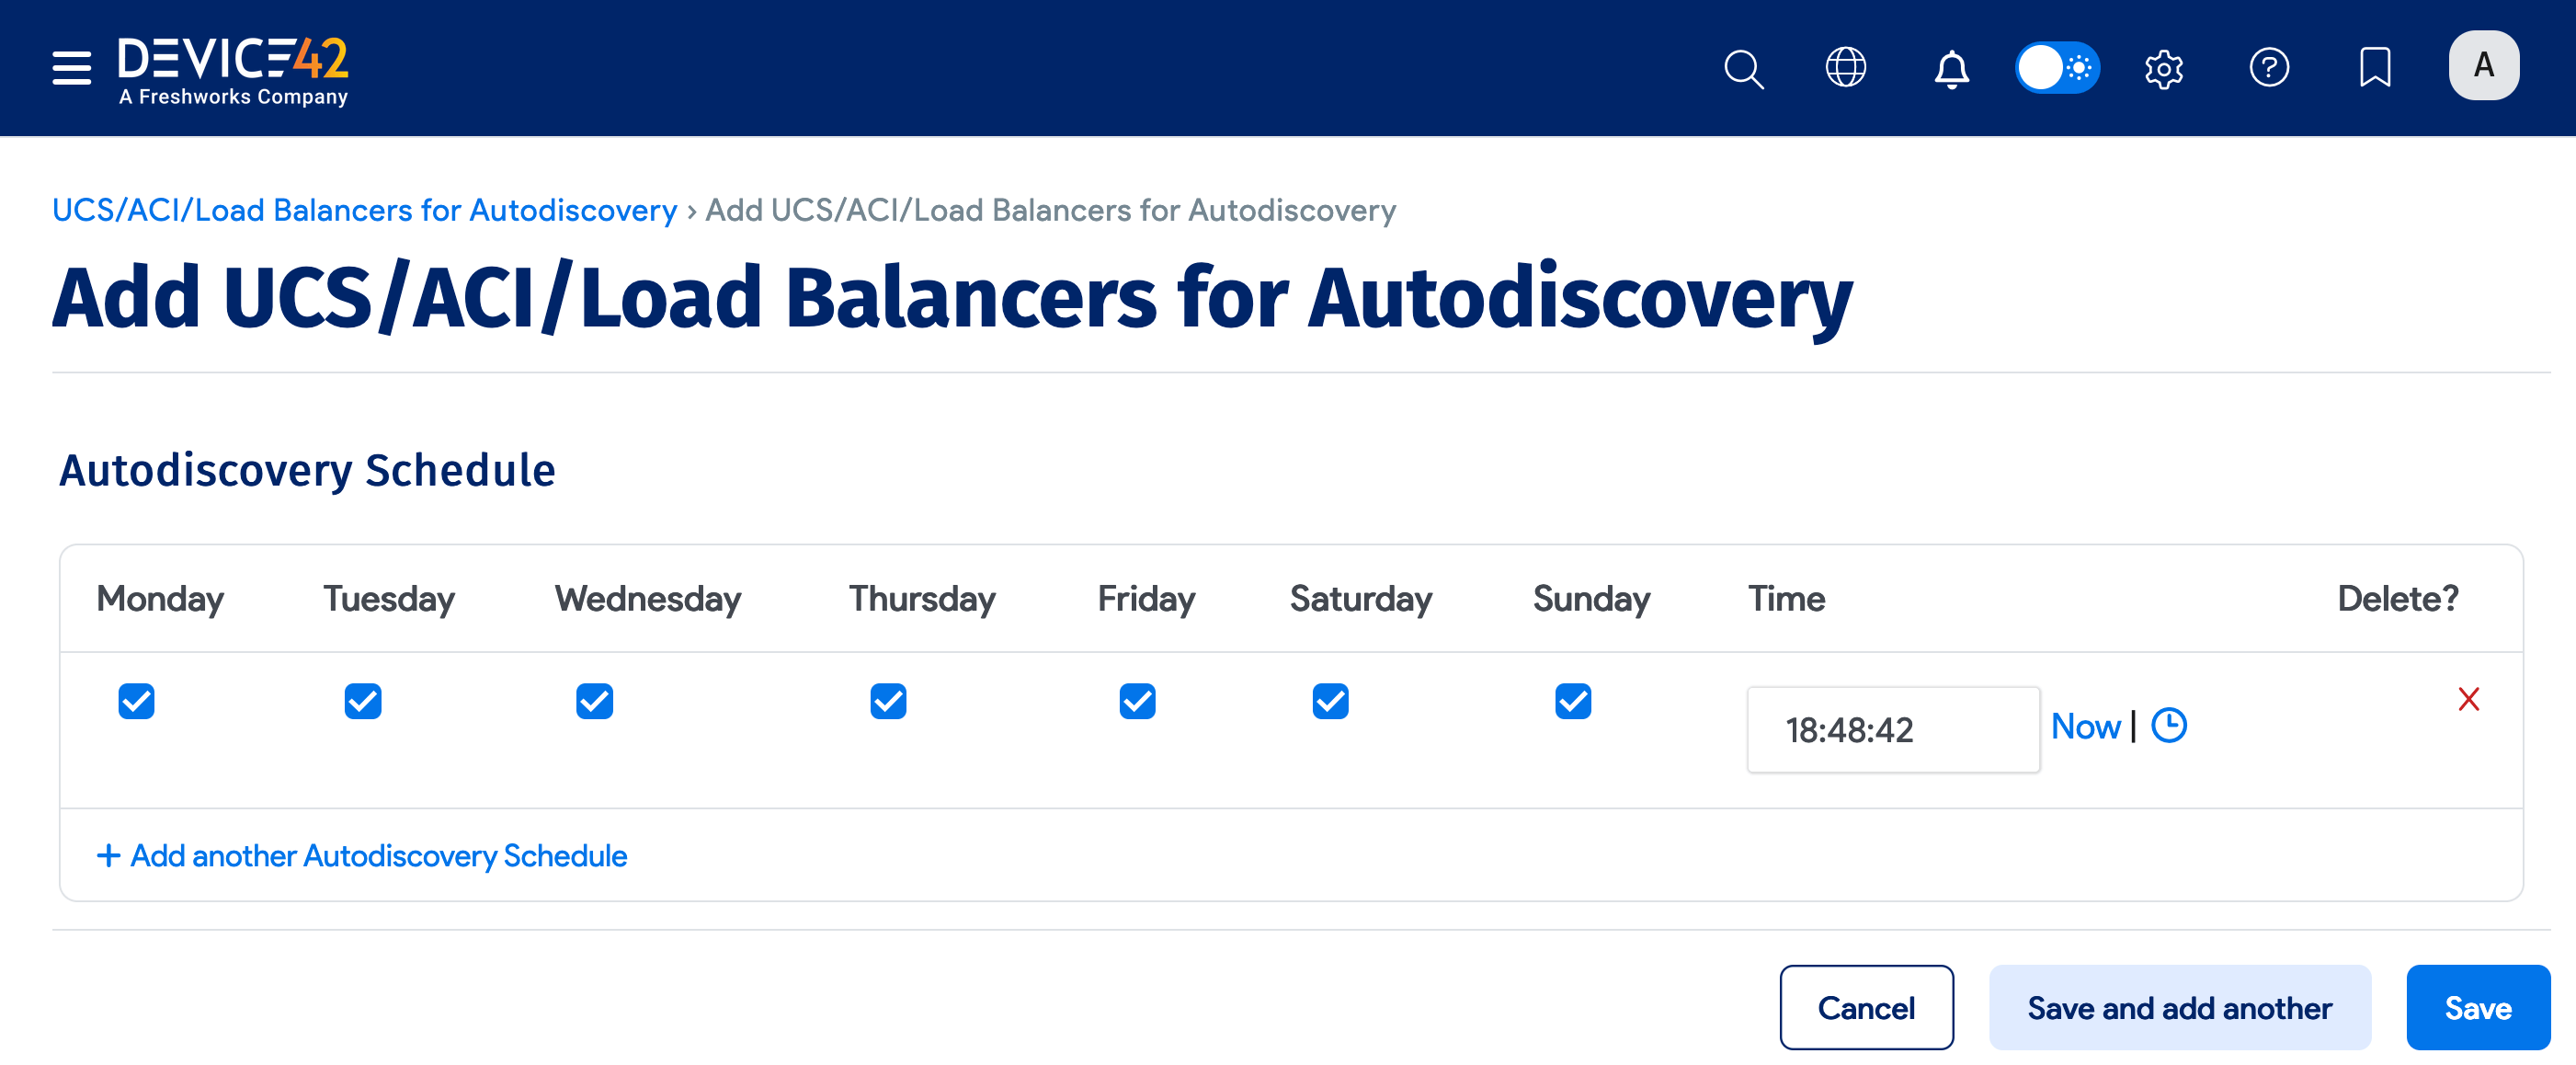 DEVICE42
A Freshworks Company
A
UCS/ACI/Load Balancers for Autodiscovery › Add UCS/ACI/Load Balancers for Autodiscovery
Add UCS/ACI/Load Balancers for Autodiscovery
Autodiscovery Schedule
Monday Tuesday Wednesday Thursday Friday Saturday Sunday Time Delete?
18:48:42 Now |
+ Add another Autodiscovery Schedule
Cancel Save and add another Save